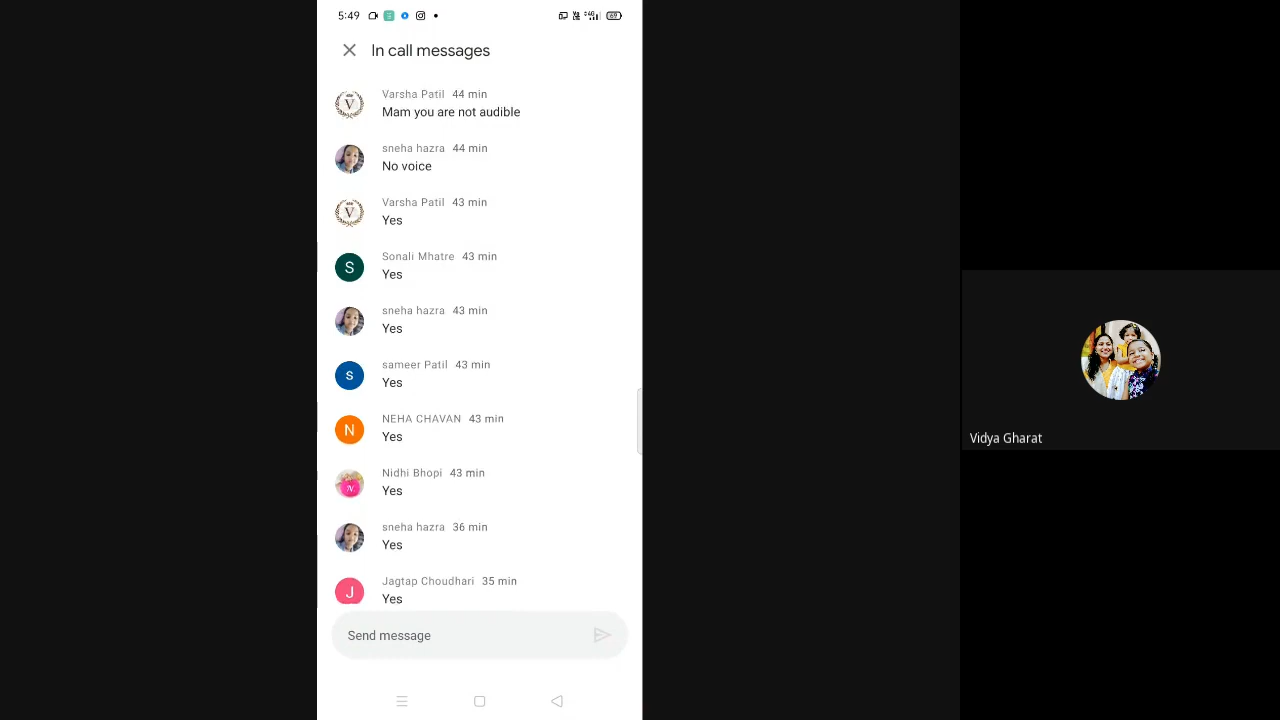 5:49
69
In call messages
Varsha Patil 44 min
Mam you are not audible
sneha hazra 44 min
No voice
Varsha Patil 43 min
Yes
Sonali Mhatre 43 min
Yes
sneha hazra 43 min
Yes
sameer Patil 43 min
Yes
NEHA CHAVAN 43 min
Yes
Nidhi Bhopi 43 min
Yes
sneha hazra 36 min
Yes
Jagtap Choudhari 35 min
Yes
Send message
V
V
S
s
N
J
Vidya Gharat